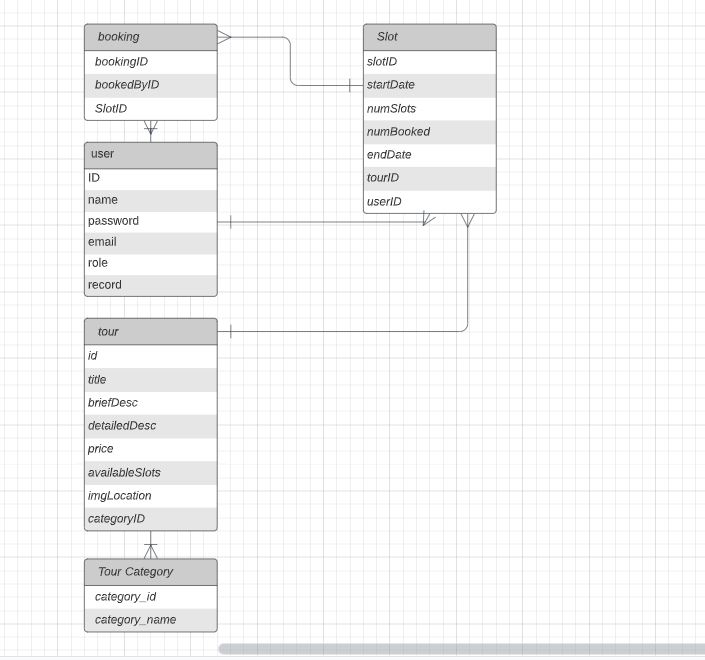 booking
bookingID
bookedByID
SlotID
Slot
slotID
startDate
numSlots
numBooked
endDate
tourID
userID
user
ID
name
password
email
role
record
tour
id
title
briefDesc
detailedDesc
price
availableSlots
imgLocation
categoryID
Tour Category
category_id
category_name